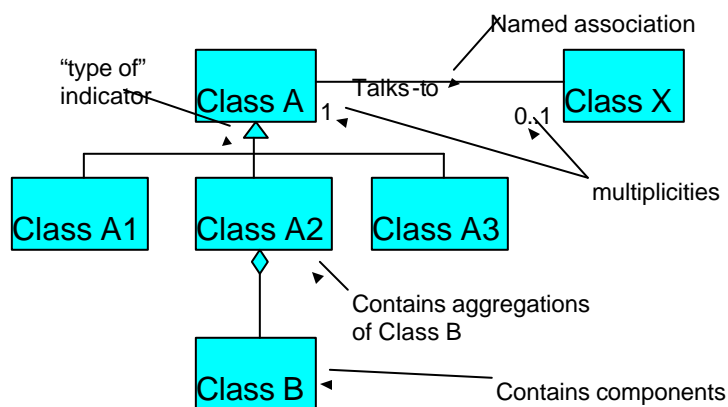 Named association
“type of”
indicator
Class A
Talks-to
Class X
1
0..1
multiplicities
Class A1
Class A2
Class A3
Contains aggregations
of Class B
Class B
Contains components